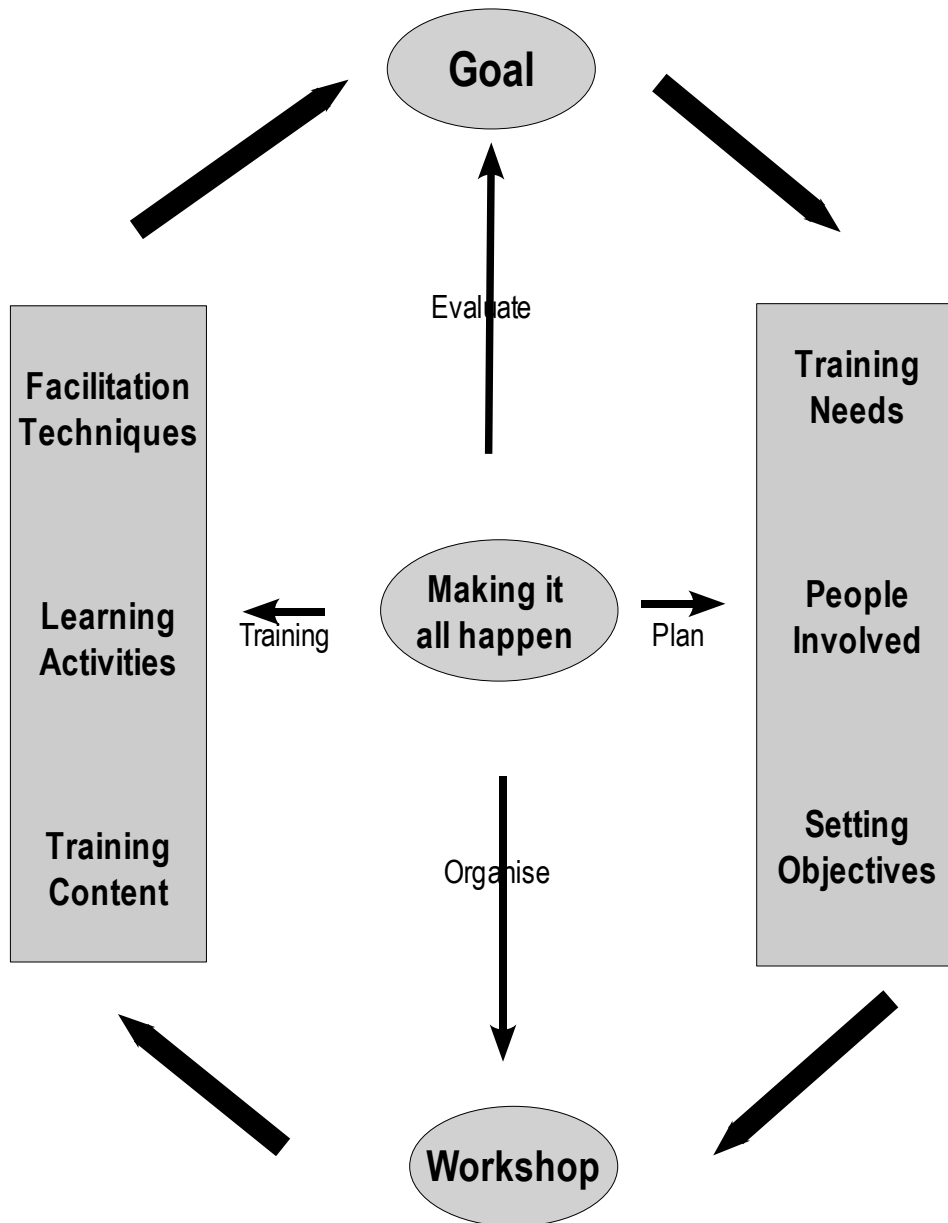 Goal
Evaluate
Facilitation
Techniques
Learning
Activities
Training
Content
Training
Making it
all happen
Plan
Training
Needs
People
Involved
Setting
Objectives
Organise
Workshop